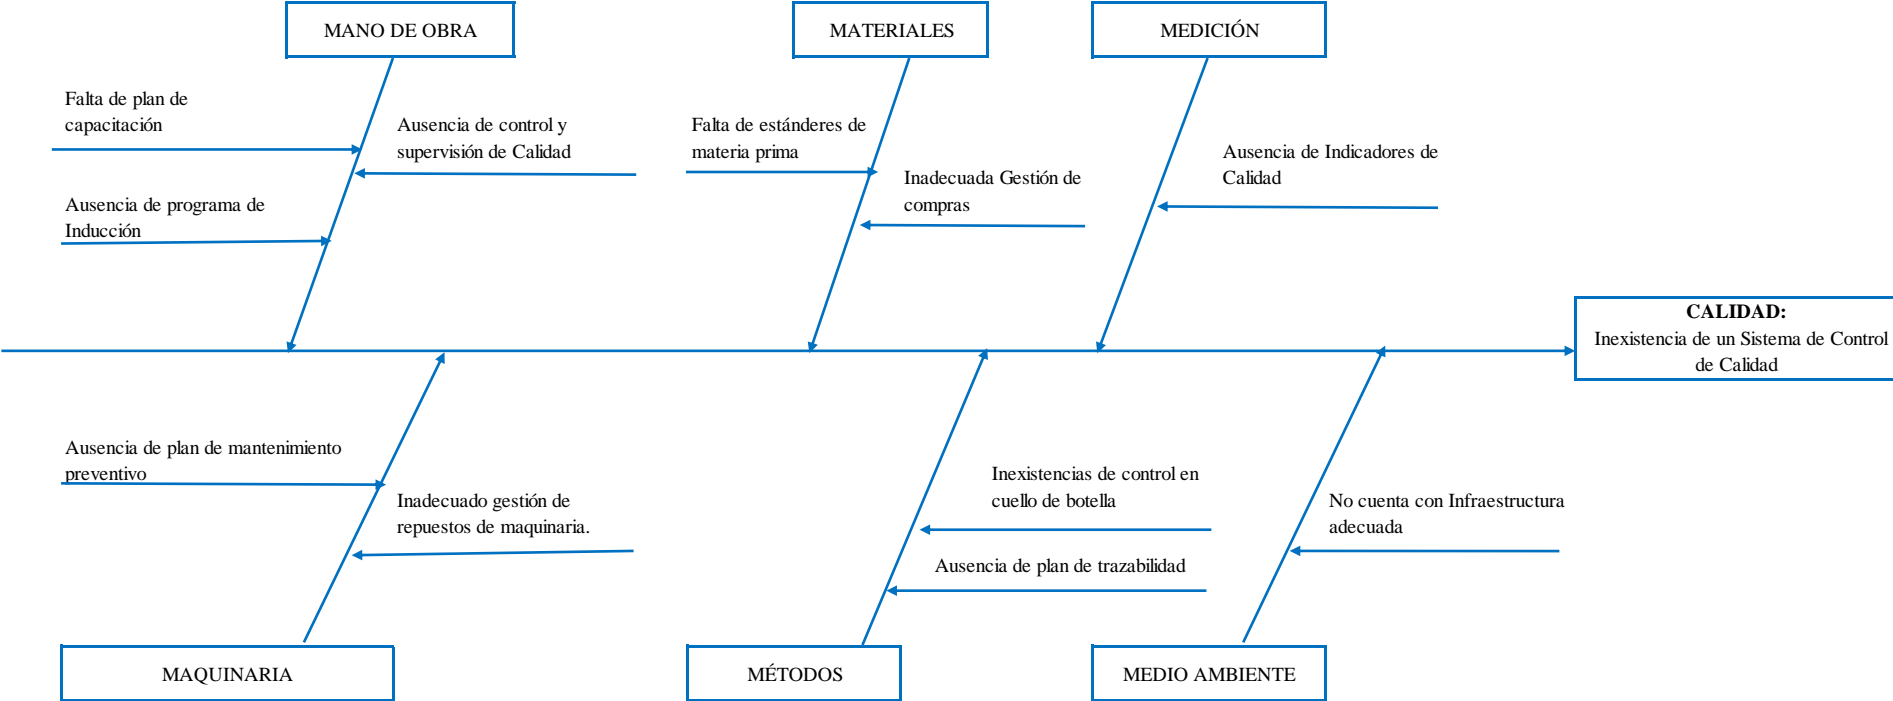 MANO DE OBRA
MATERIALES
MEDICIÓN
Falta de plan de
capacitación
Ausencia de control y
supervisión de Calidad
Ausencia de programa de
Inducción
Falta de estánderes de
materia prima
Inadecuada Gestión de
compras
Ausencia de Indicadores de
Calidad
CALIDAD:
Inexistencia de un Sistema de Control
de Calidad
Ausencia de plan de mantenimiento
preventivo
Inadecuado gestión de
repuestos de maquinaria.
Inexistencias de control en
cuello de botella
Ausencia de plan de trazabilidad
No cuenta con Infraestructura
adecuada
MAQUINARIA
MÉTODOS
MEDIO AMBIENTE